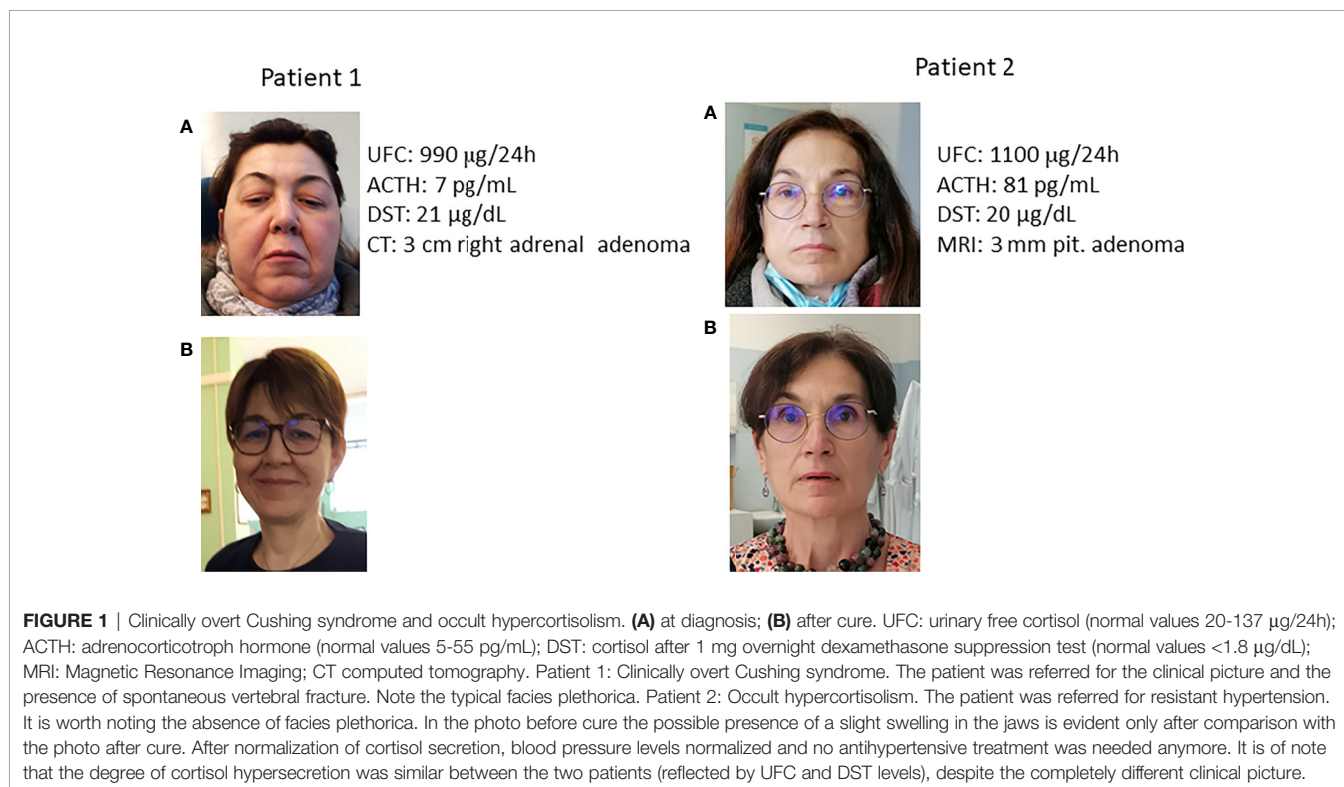 Patient 1
A
UFC: 990 µg/24h
ACTH: 7 pg/mL
DST: 21 µg/dL
CT: 3 cm right adrenal adenoma
B
Patient 2
A
UFC: 1100 µg/24h
ACTH: 81 pg/mL
DST: 20 µg/dL
MRI: 3 mm pit. adenoma
B
FIGURE 1 | Clinically overt Cushing syndrome and occult hypercortisolism. (A) at diagnosis; (B) after cure. UFC: urinary free cortisol (normal values 20-137 µg/24h);
ACTH: adrenocorticotroph hormone (normal values 5-55 pg/mL); DST: cortisol after 1 mg overnight dexamethasone suppression test (normal values <1.8 µg/dL);
MRI: Magnetic Resonance Imaging; CT computed tomography. Patient 1: Clinically overt Cushing syndrome. The patient was referred for the clinical picture and the
presence of spontaneous vertebral fracture. Note the typical facies plethorica. Patient 2: Occult hypercortisolism. The patient was referred for resistant hypertension.
It is worth noting the absence of facies plethorica. In the photo before cure the possible presence of a slight swelling in the jaws is evident only after comparison with
the photo after cure. After normalization of cortisol secretion, blood pressure levels normalized and no antihypertensive treatment was needed anymore. It is of note
that the degree of cortisol hypersecretion was similar between the two patients (reflected by UFC and DST levels), despite the completely different clinical picture.